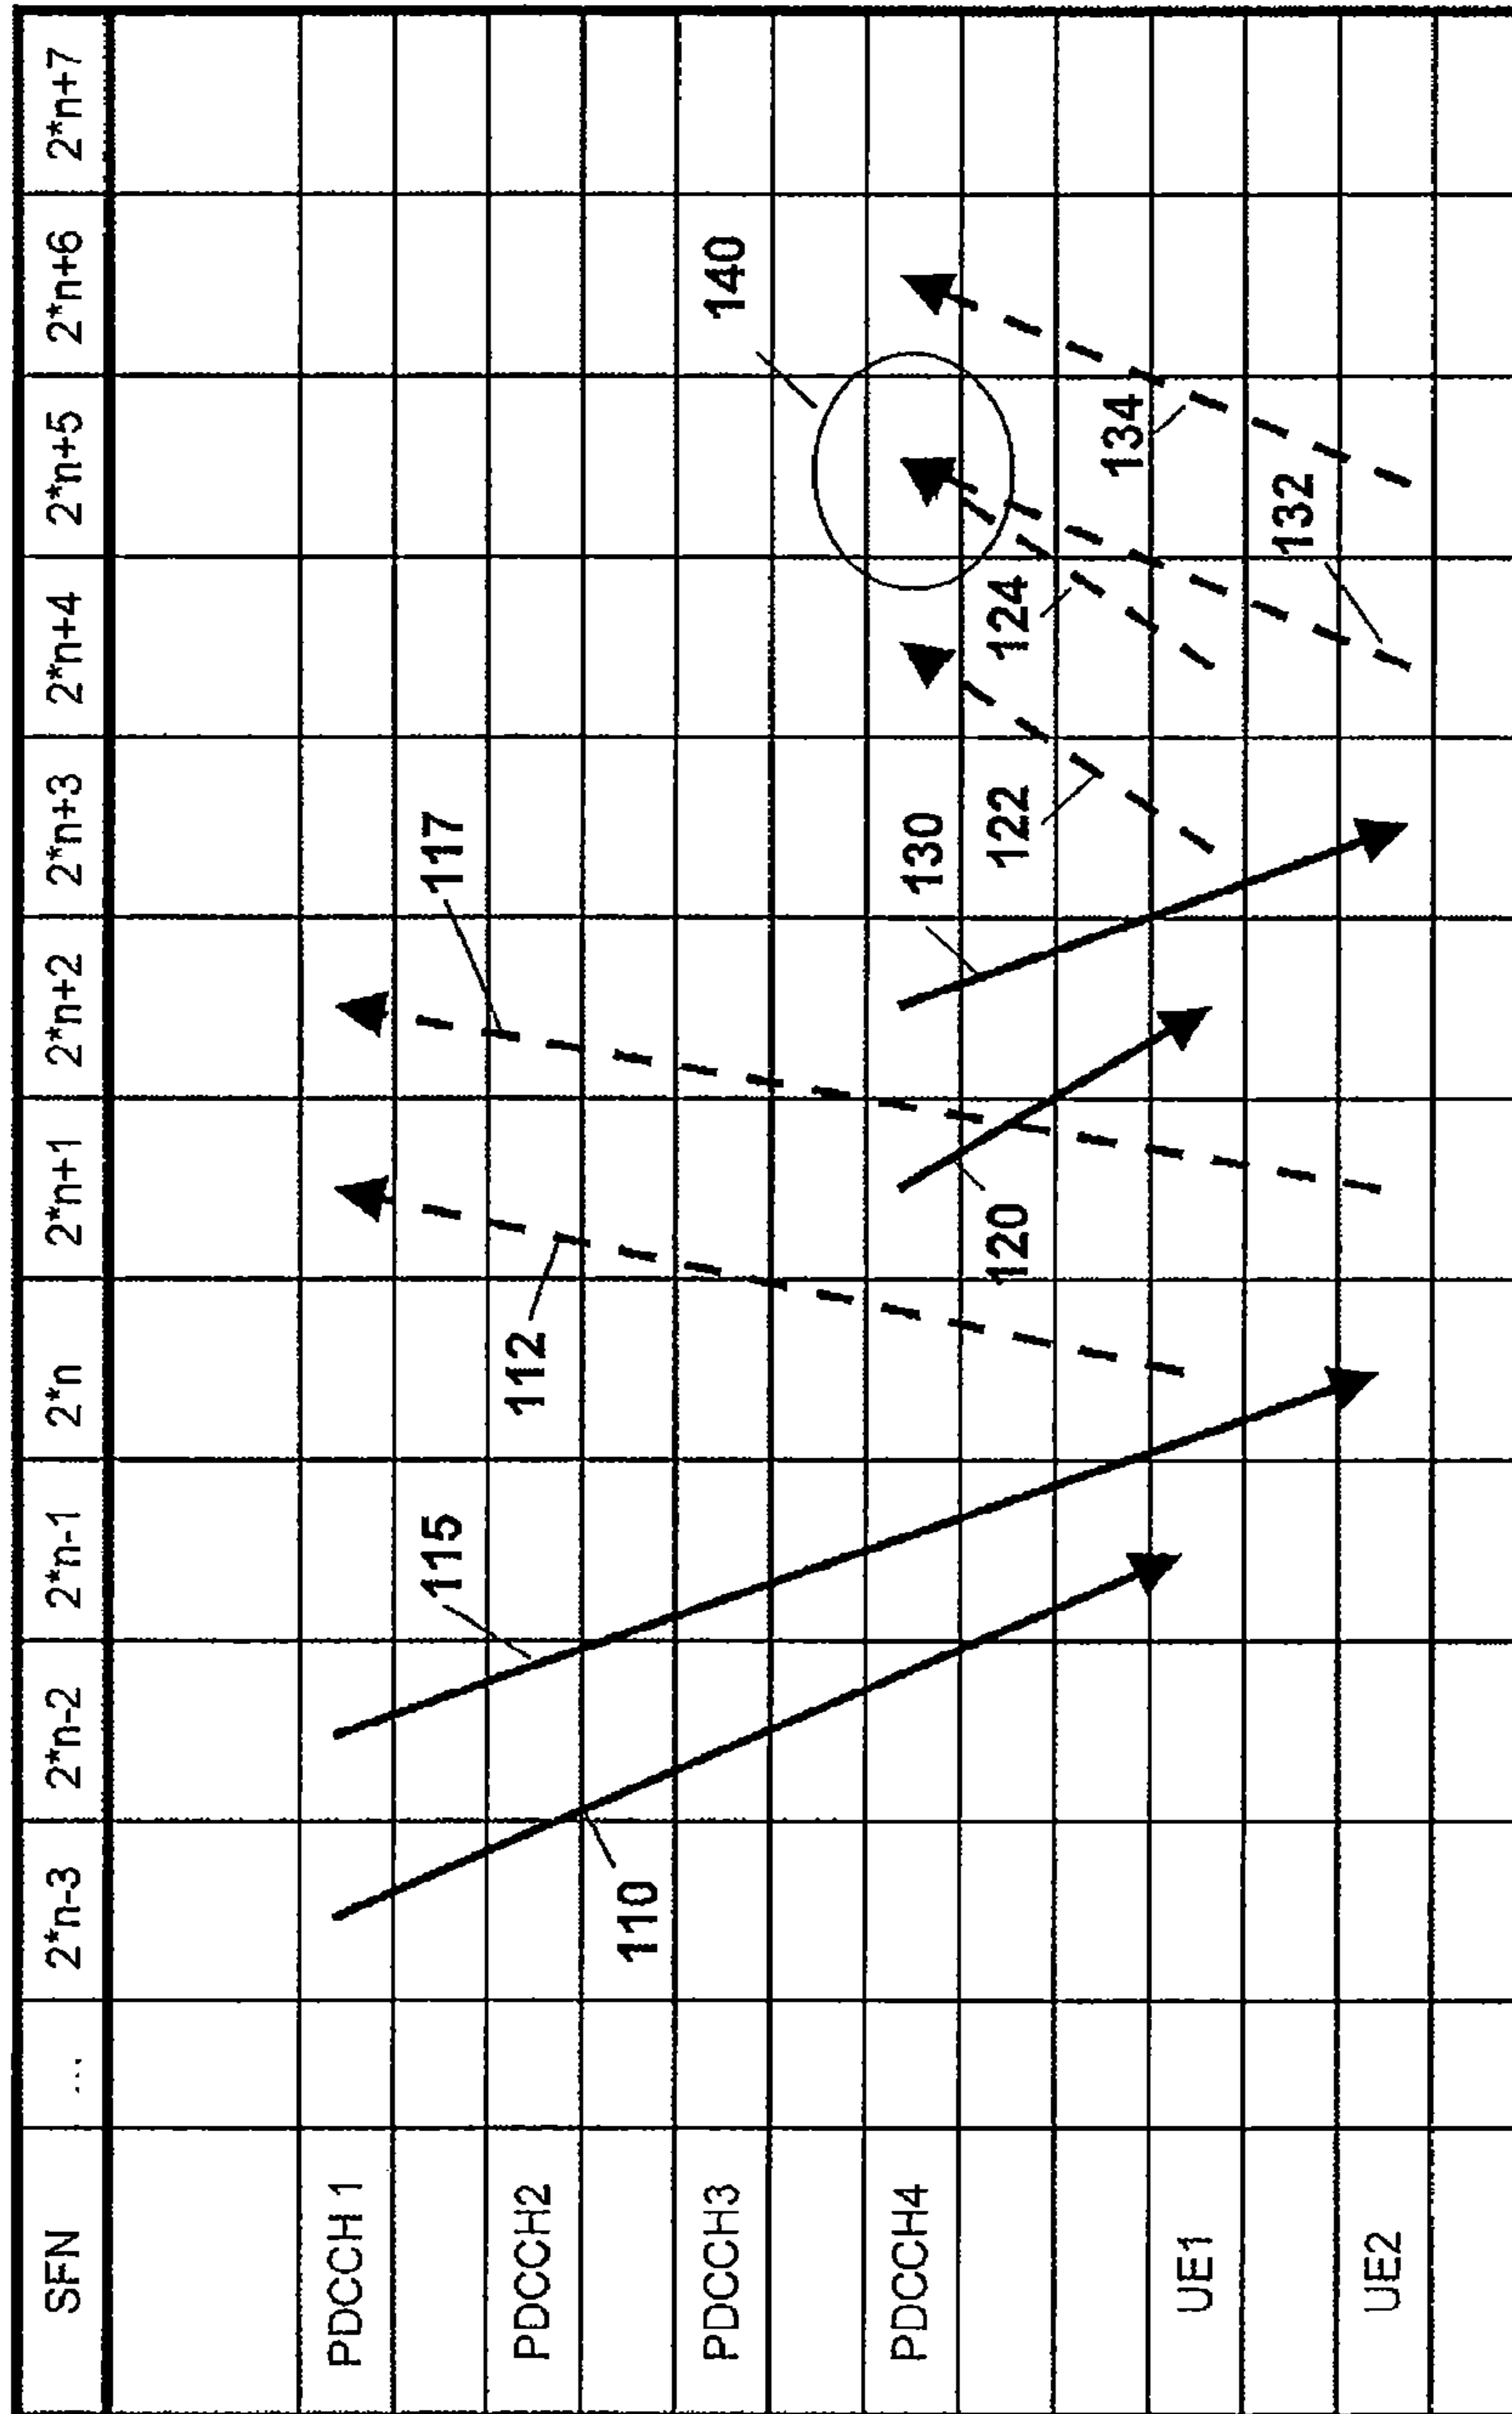 SFN ... 2*n-3 2*n-2 2*n-1 2*n 2*n+1 2*n+2 2*n+3 2*n+4 2*n+5 2*n+6 2*n+7
PDCCH 1
115 117
PDCCH2 112
110
PDCCH3 140
PDCCH4 130
120 122 124
134
UE1
132
UE2